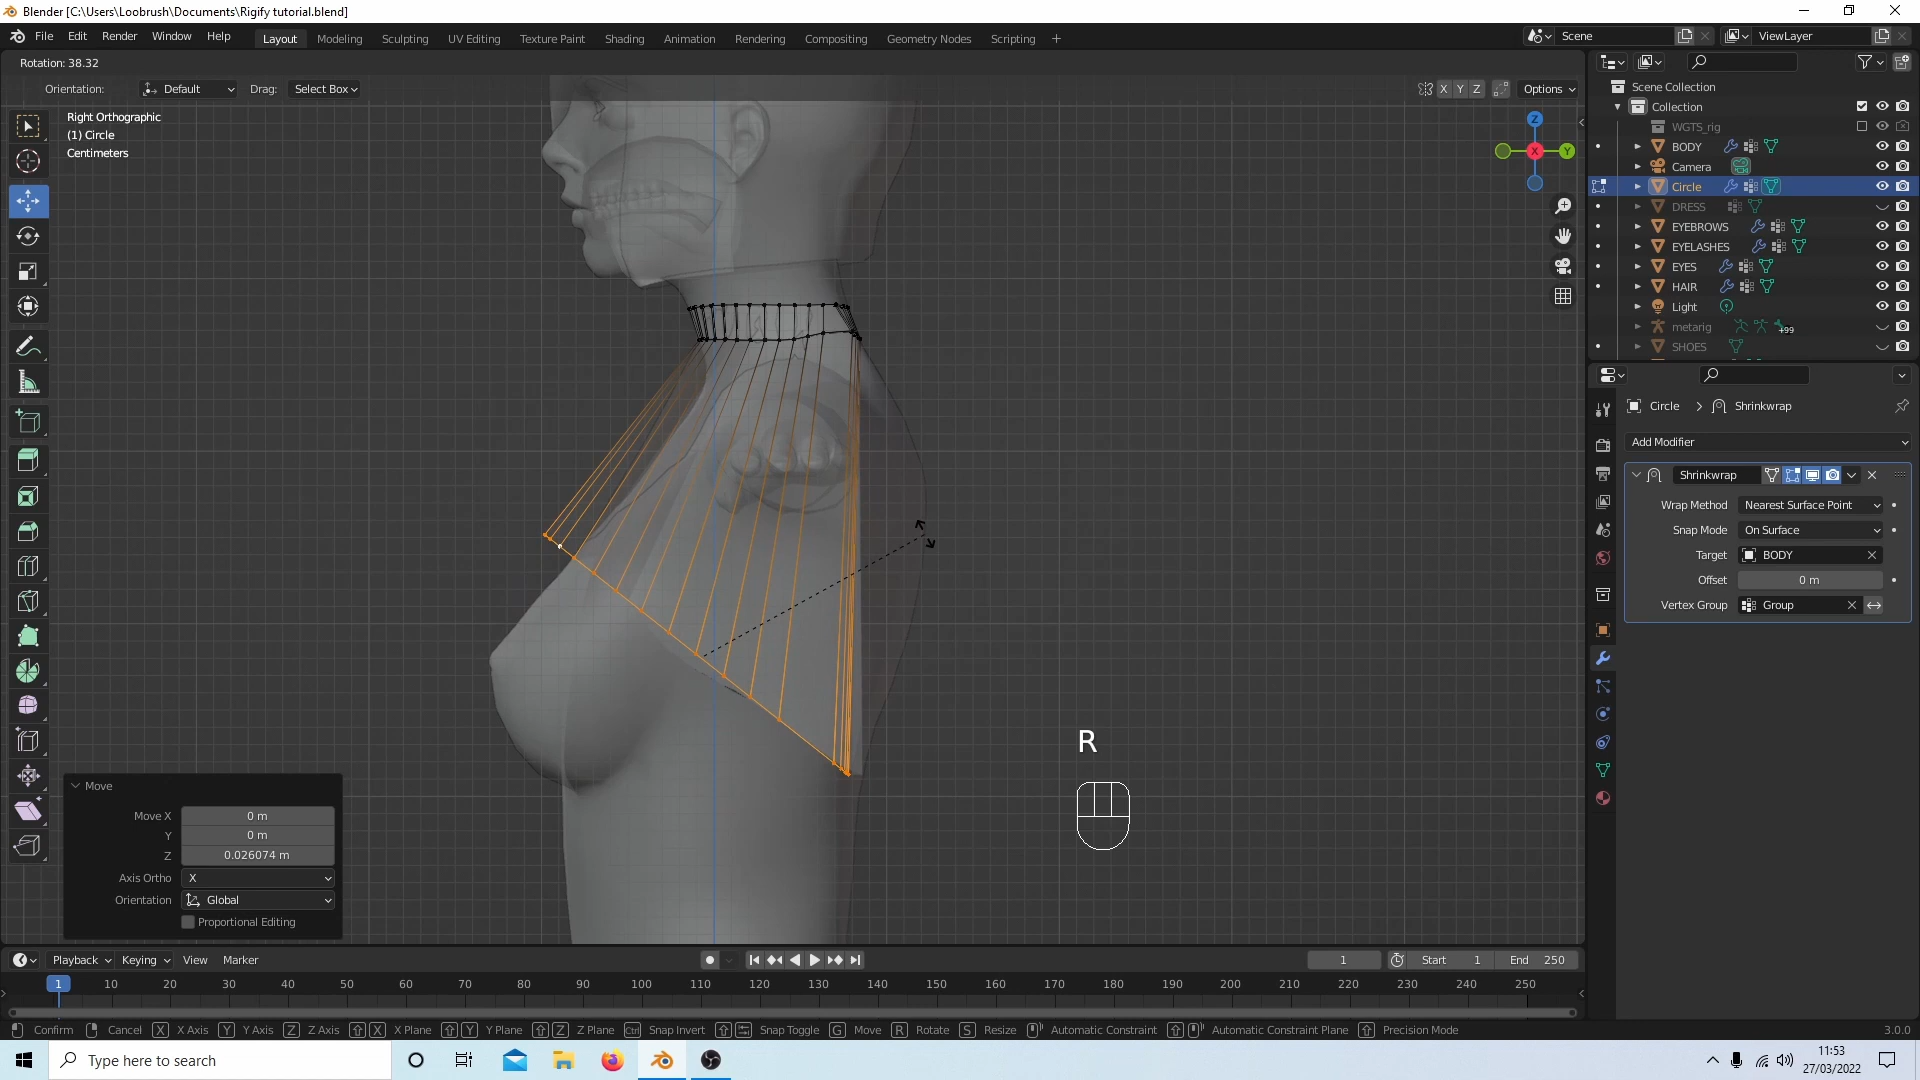 Blender [C:\Users\Loobrush\Documents\Rigify tutorial.blend]
File Edit Render Window Help
Layout Modeling Sculpting UV Editing Texture Paint Shading Animation Rendering Compositing Geometry Nodes Scripting +
Scene
ViewLayer
Rotation: 38.32
Orientation: Default Drag: Select Box
X Y Z Options
Right Orthographic
(1) Circle
Centimeters
Z
X
Y
Scene Collection
Collection
WGTS_rig
BODY
Camera
Circle
DRESS
EYEBROWS
EYELASHES
EYES
HAIR
Light
metarig +99
SHOES
Circle > Shrinkwrap
Add Modifier
Shrinkwrap
Wrap Method Nearest Surface Point
Snap Mode On Surface
Target BODY
Offset 0 m
Vertex Group Group
R
Move
Move X 0 m
Y 0 m
Z 0.026074 m
Axis Ortho X
Orientation Global
Proportional Editing
Playback Keying View Marker
1 Start 1 End 250
1 10 20 30 40 50 60 70 80 90 100 110 120 130 140 150 160 170 180 190 200 210 220 230 240 250
Confirm Cancel X X Axis Y Y Axis Z Z Axis X X Plane Y Y Plane Z Z Plane Ctrl Snap Invert Snap Toggle G Move R Rotate S Resize Automatic Constraint Automatic Constraint Plane Precision Mode 3.0.0
Type here to search
11:53
27/03/2022